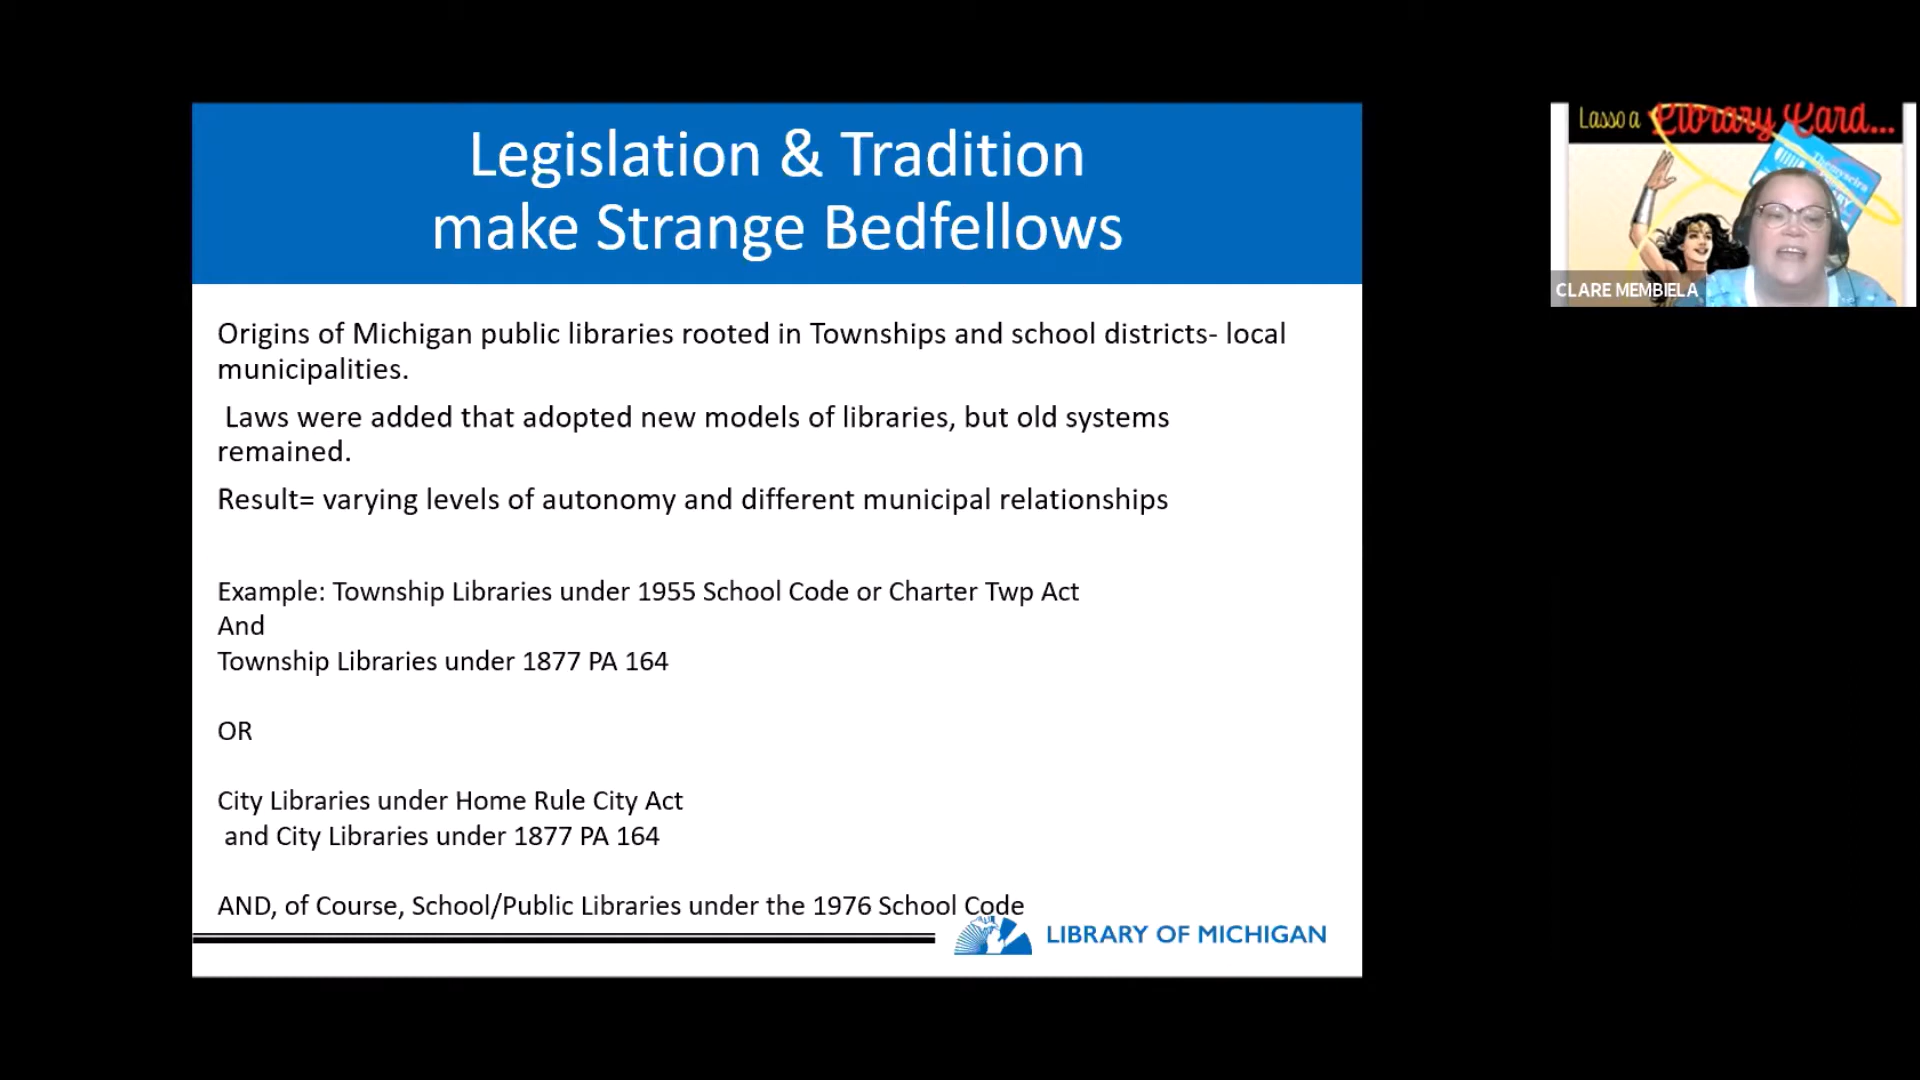 Legislation & Tradition
make Strange Bedfellows
Origins of Michigan public libraries rooted in Townships and school districts- local
municipalities.
Laws were added that adopted new models of libraries, but old systems
remained.
Result= varying levels of autonomy and different municipal relationships
Example: Township Libraries under 1955 School Code or Charter Twp Act
And
Township Libraries under 1877 PA 164
OR
City Libraries under Home Rule City Act
and City Libraries under 1877 PA 164
AND, of Course, School/Public Libraries under the 1976 School Code
LIBRARY OF MICHIGAN
Lasso a Library Card...
CLARE MEMBIELA